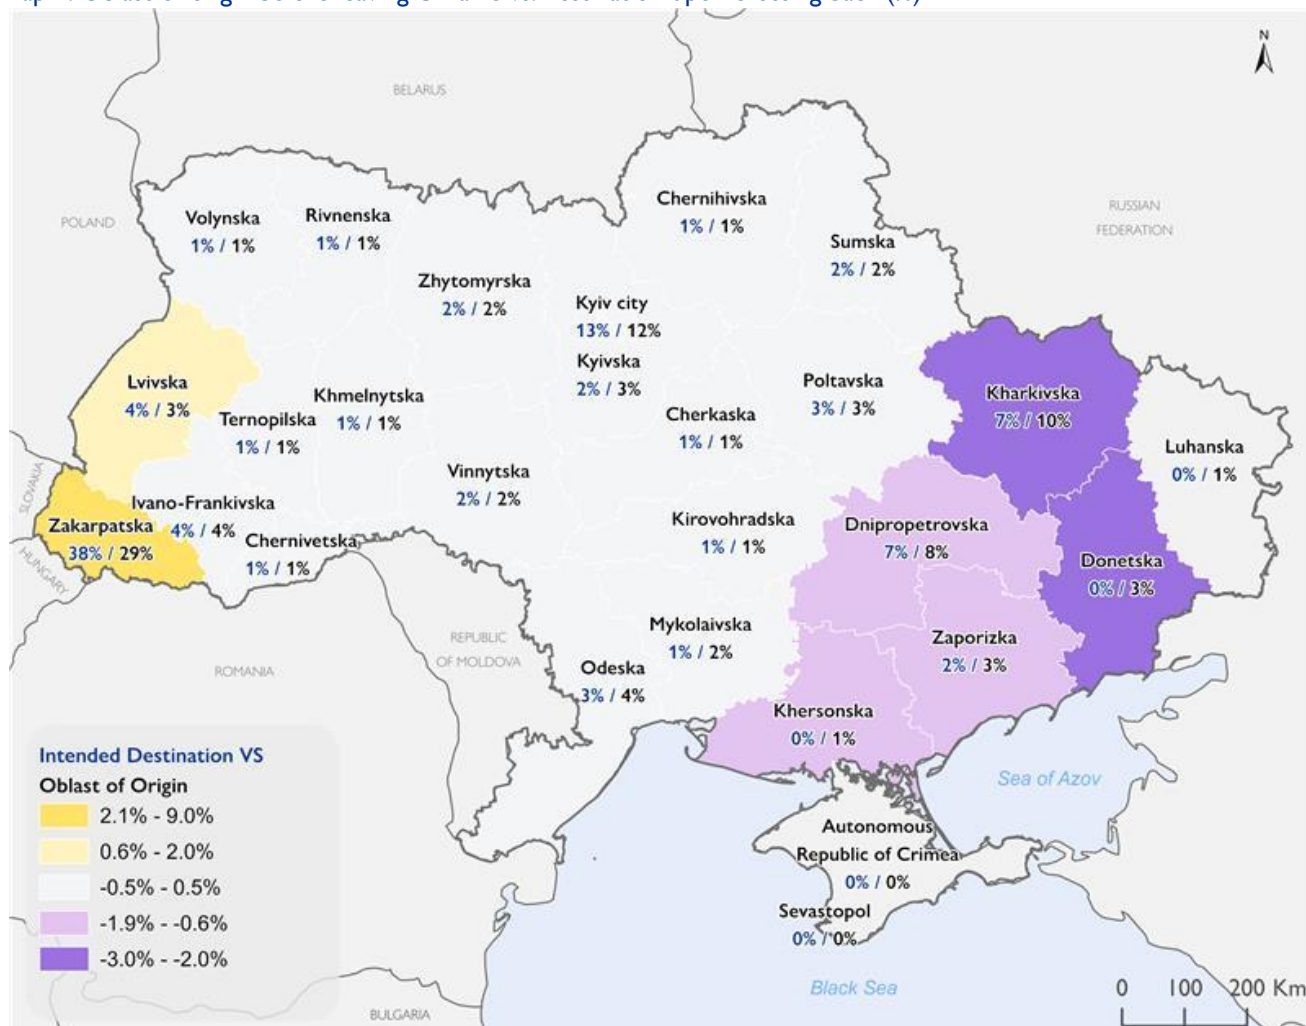 BELARUS
N
POLAND
RUSSIAN
FEDERATION
Volynska
1% / 1%
Rivnenska
1% / 1%
Chernihivska
1% / 1%
Sumska
2% / 2%
Zhytomyrska
2% / 2%
Kyiv city
13% / 12%
Kyivska
2% / 3%
Lvivska
4% / 3%
Ternopilska
1% / 1%
Khmelnytska
1% / 1%
Cherkaska
1% / 1%
Poltavska
3% / 3%
Kharkivska
7% / 10%
Luhanska
0% / 1%
SLOVAKIA
HUNGARY
Zakarpatska
38% / 29%
Ivano-Frankivska
4% / 4%
Chernivetska
1% / 1%
Vinnytska
2% / 2%
Kirovohradska
1% / 1%
Dnipropetrovska
7% / 8%
Donetska
0% / 3%
REPUBLIC
OF MOLDOVA
ROMANIA
Mykolaivska
1% / 2%
Odeska
3% / 4%
Zaporizka
2% / 3%
Khersonska
0% / 1%
Sea of Azov
Autonomous
Republic of Crimea
0% / 0%
Sevastopol
0% / 0%
Black Sea
BULGARIA
Intended Destination VS
Oblast of Origin
2.1% - 9.0%
0.6% - 2.0%
-0.5% - 0.5%
-1.9% - -0.6%
-3.0% - -2.0%
0 100 200 Km